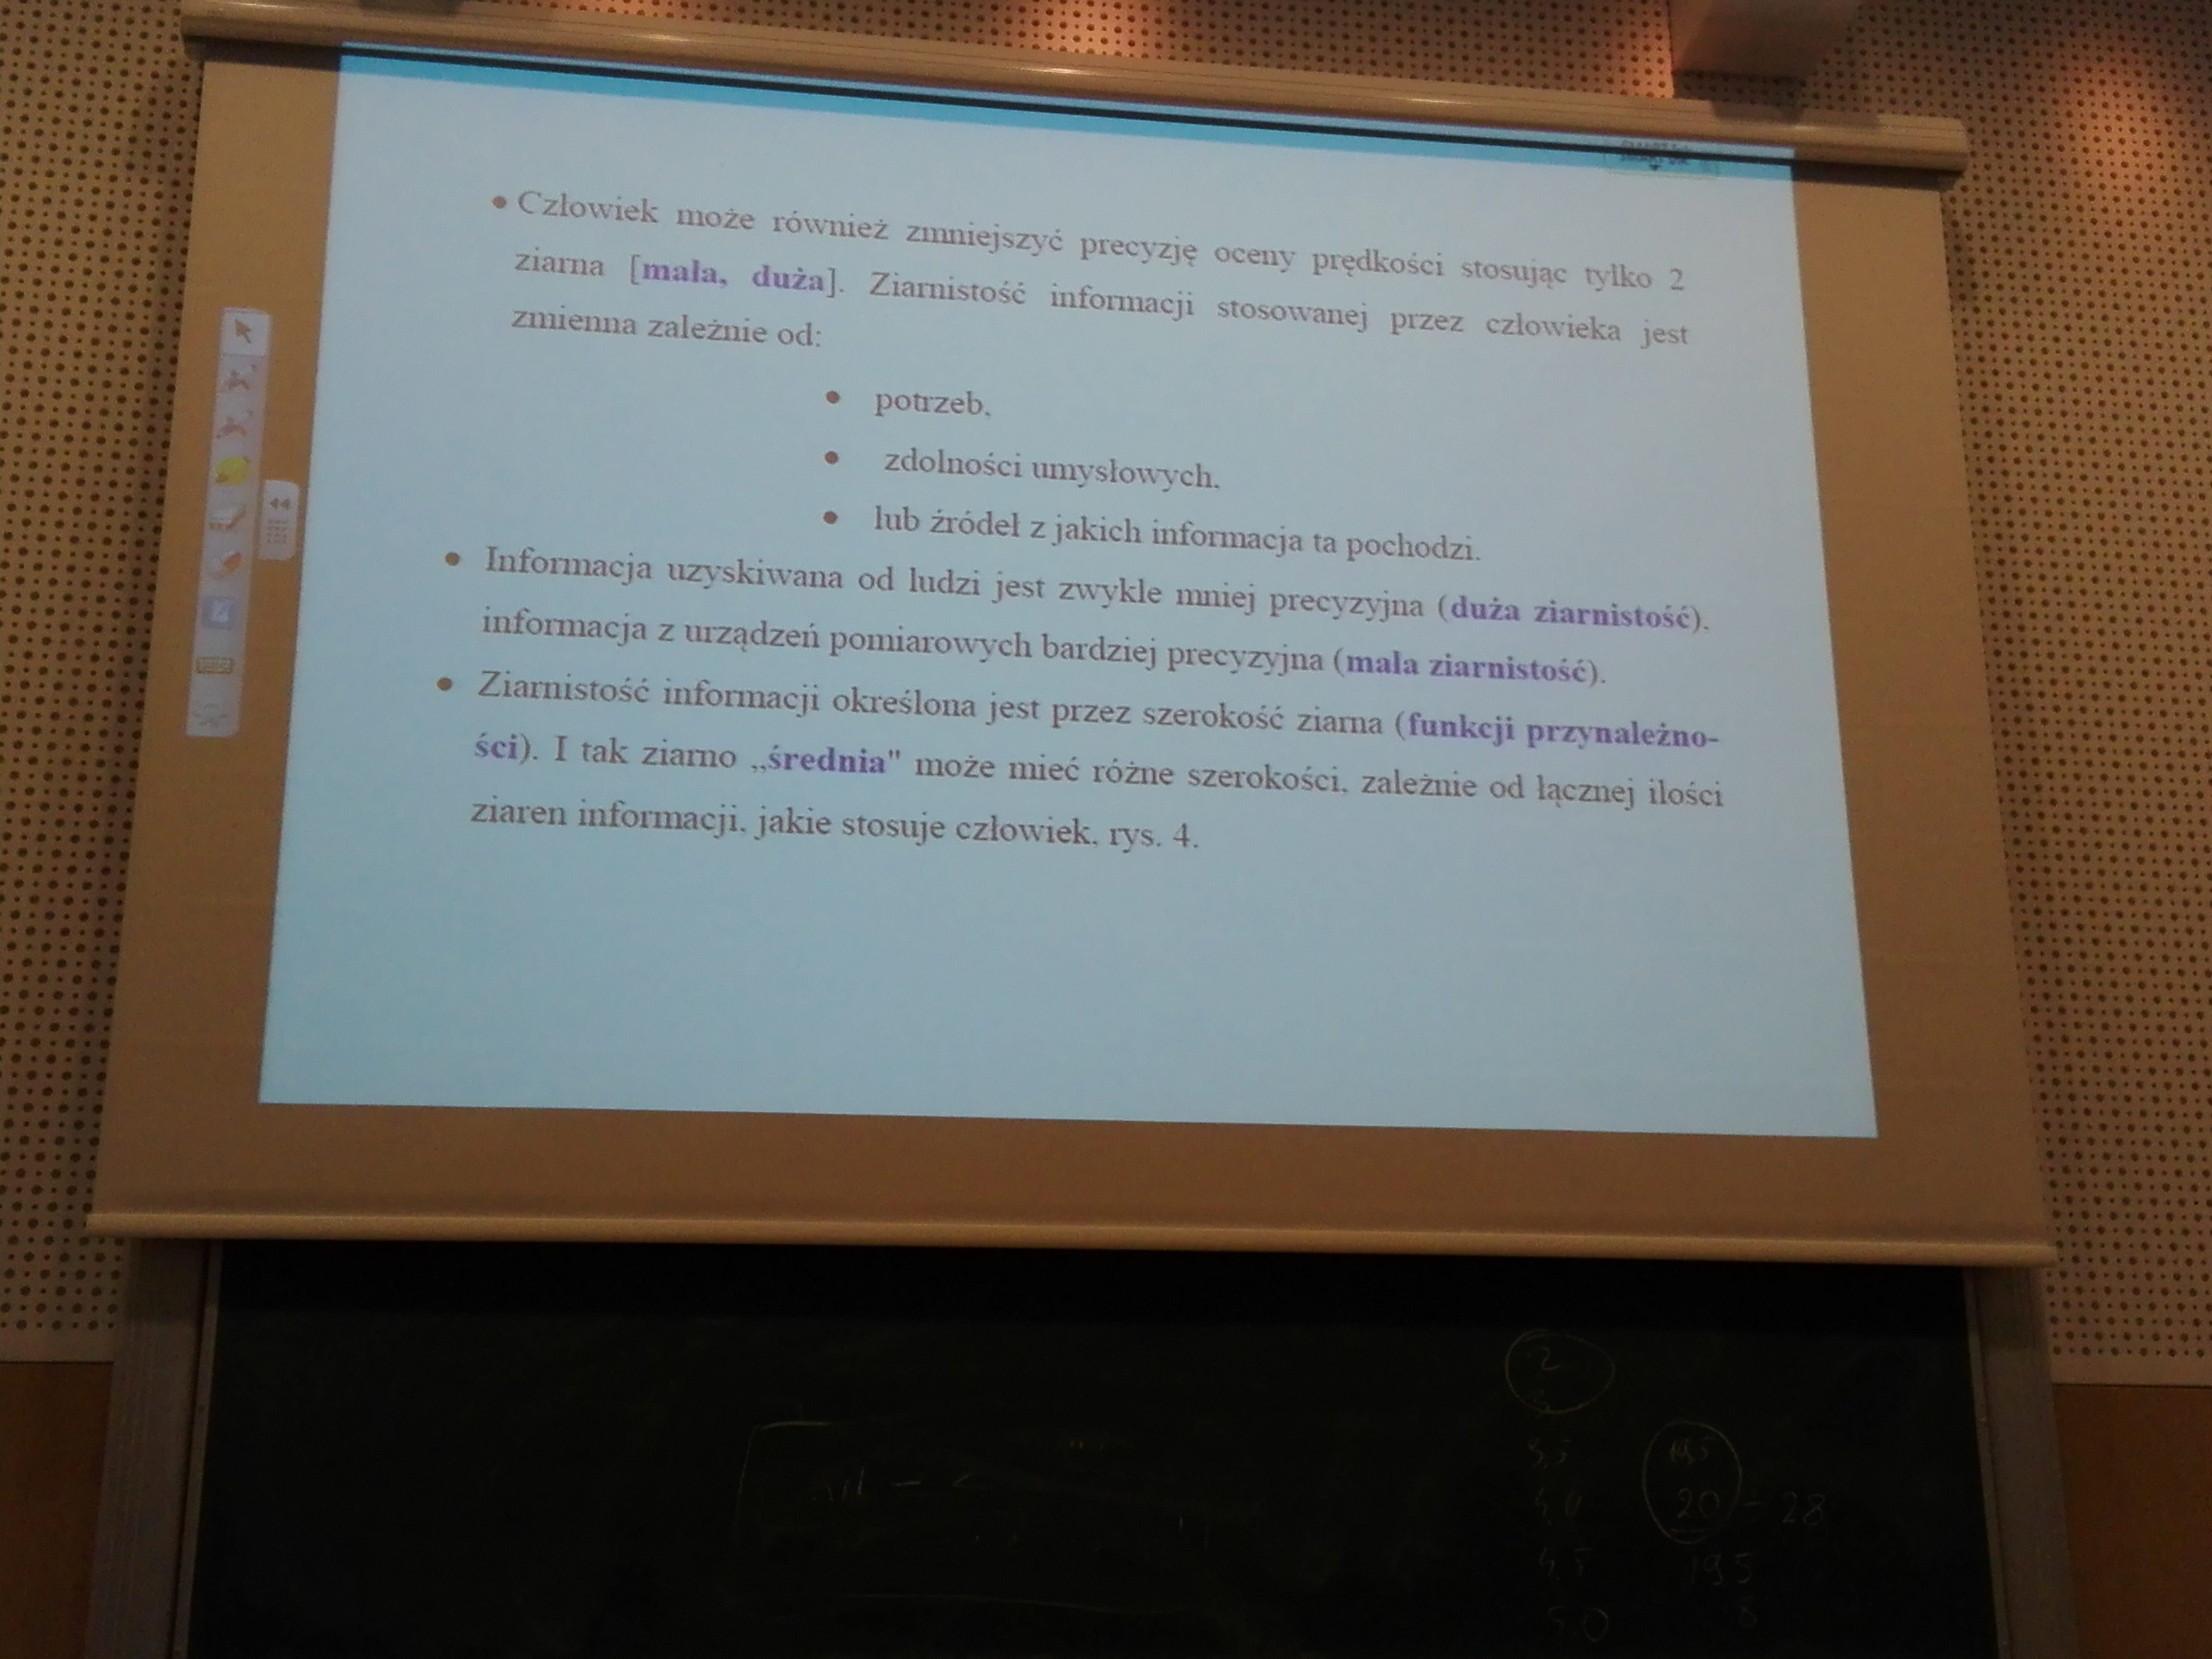 • Człowiek może również zmniejszyć precyzję oceny prędkości stosując tylko 2
ziarna [mała, duża]. Ziarnistość informacji stosowanej przez człowieka jest
zmienna zależnie od:
• potrzeb,
• zdolności umysłowych,
• lub źródeł z jakich informacja ta pochodzi.
• Informacja uzyskiwana od ludzi jest zwykle mniej precyzyjna (duża ziarnistość),
informacja z urządzeń pomiarowych bardziej precyzyjna (mała ziarnistość).
• Ziarnistość informacji określona jest przez szerokość ziarna (funkcji przynależno-
ści). I tak ziarno „średnia" może mieć różne szerokości, zależnie od łącznej ilości
ziaren informacji, jakie stosuje człowiek, rys. 4.
2
3
3,5 19,5
4,0 20 - 28
4,5 19,5
5,0